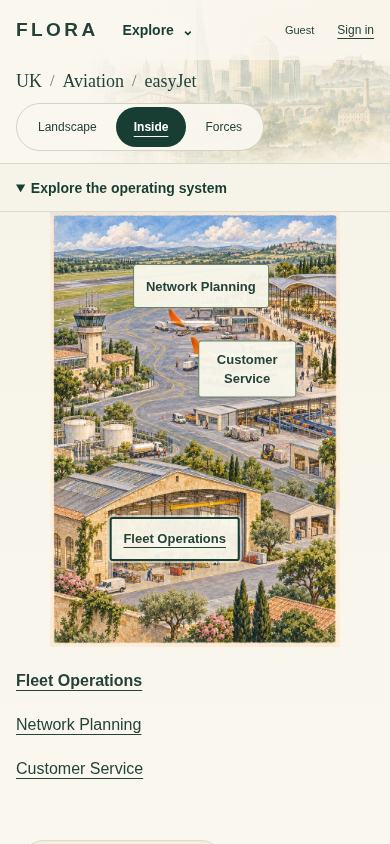 FLORA Explore Guest Sign in
UK / Aviation / easyJet
Landscape Inside Forces
Explore the operating system
Network Planning
Customer
Service
Fleet Operations
Fleet Operations
Network Planning
Customer Service